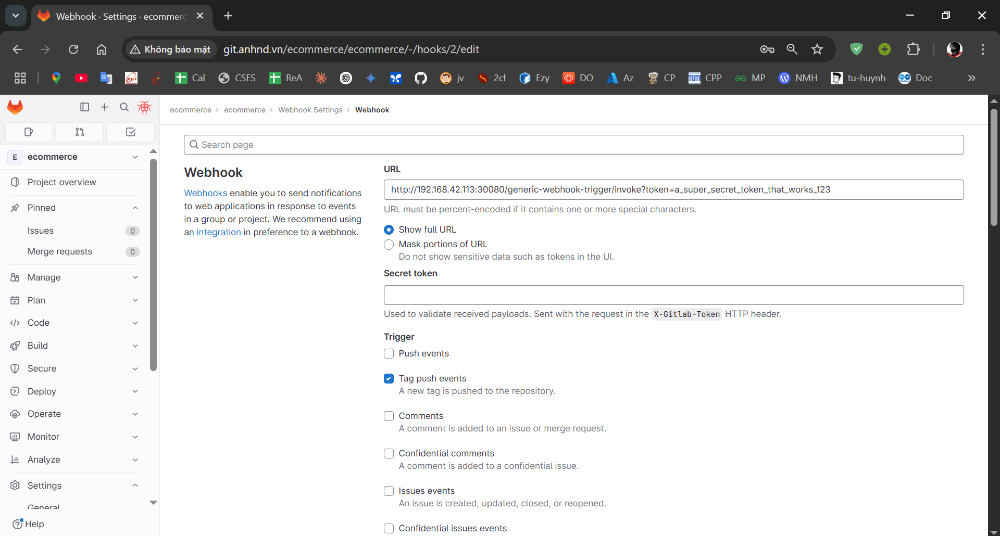 Webhook · Settings · ecommerc
Không bảo mật
git.anhnd.vn/ecommerce/ecommerce/-/hooks/2/edit
Cal
CSES
ReA
jv
2cf
Ezy
DO
Az
CP
CPP
MP
NMH
tu-huynh
Doc
ecommerce › ecommerce › Webhook Settings › Webhook
E ecommerce
Project overview
Pinned
Issues 0
Merge requests 0
Manage
Plan
Code
Build
Secure
Deploy
Operate
Monitor
Analyze
Settings
General
Help
Search page
Webhook
Webhooks enable you to send notifications
to web applications in response to events
in a group or project. We recommend using
an integration in preference to a webhook.
URL
http://192.168.42.113:30080/generic-webhook-trigger/invoke?token=a_super_secret_token_that_works_123
URL must be percent-encoded if it contains one or more special characters.
Show full URL
Mask portions of URL
Do not show sensitive data such as tokens in the UI.
Secret token
Used to validate received payloads. Sent with the request in the X-Gitlab-Token HTTP header.
Trigger
Push events
Tag push events
A new tag is pushed to the repository.
Comments
A comment is added to an issue or merge request.
Confidential comments
A comment is added to a confidential issue.
Issues events
An issue is created, updated, closed, or reopened.
Confidential issues events